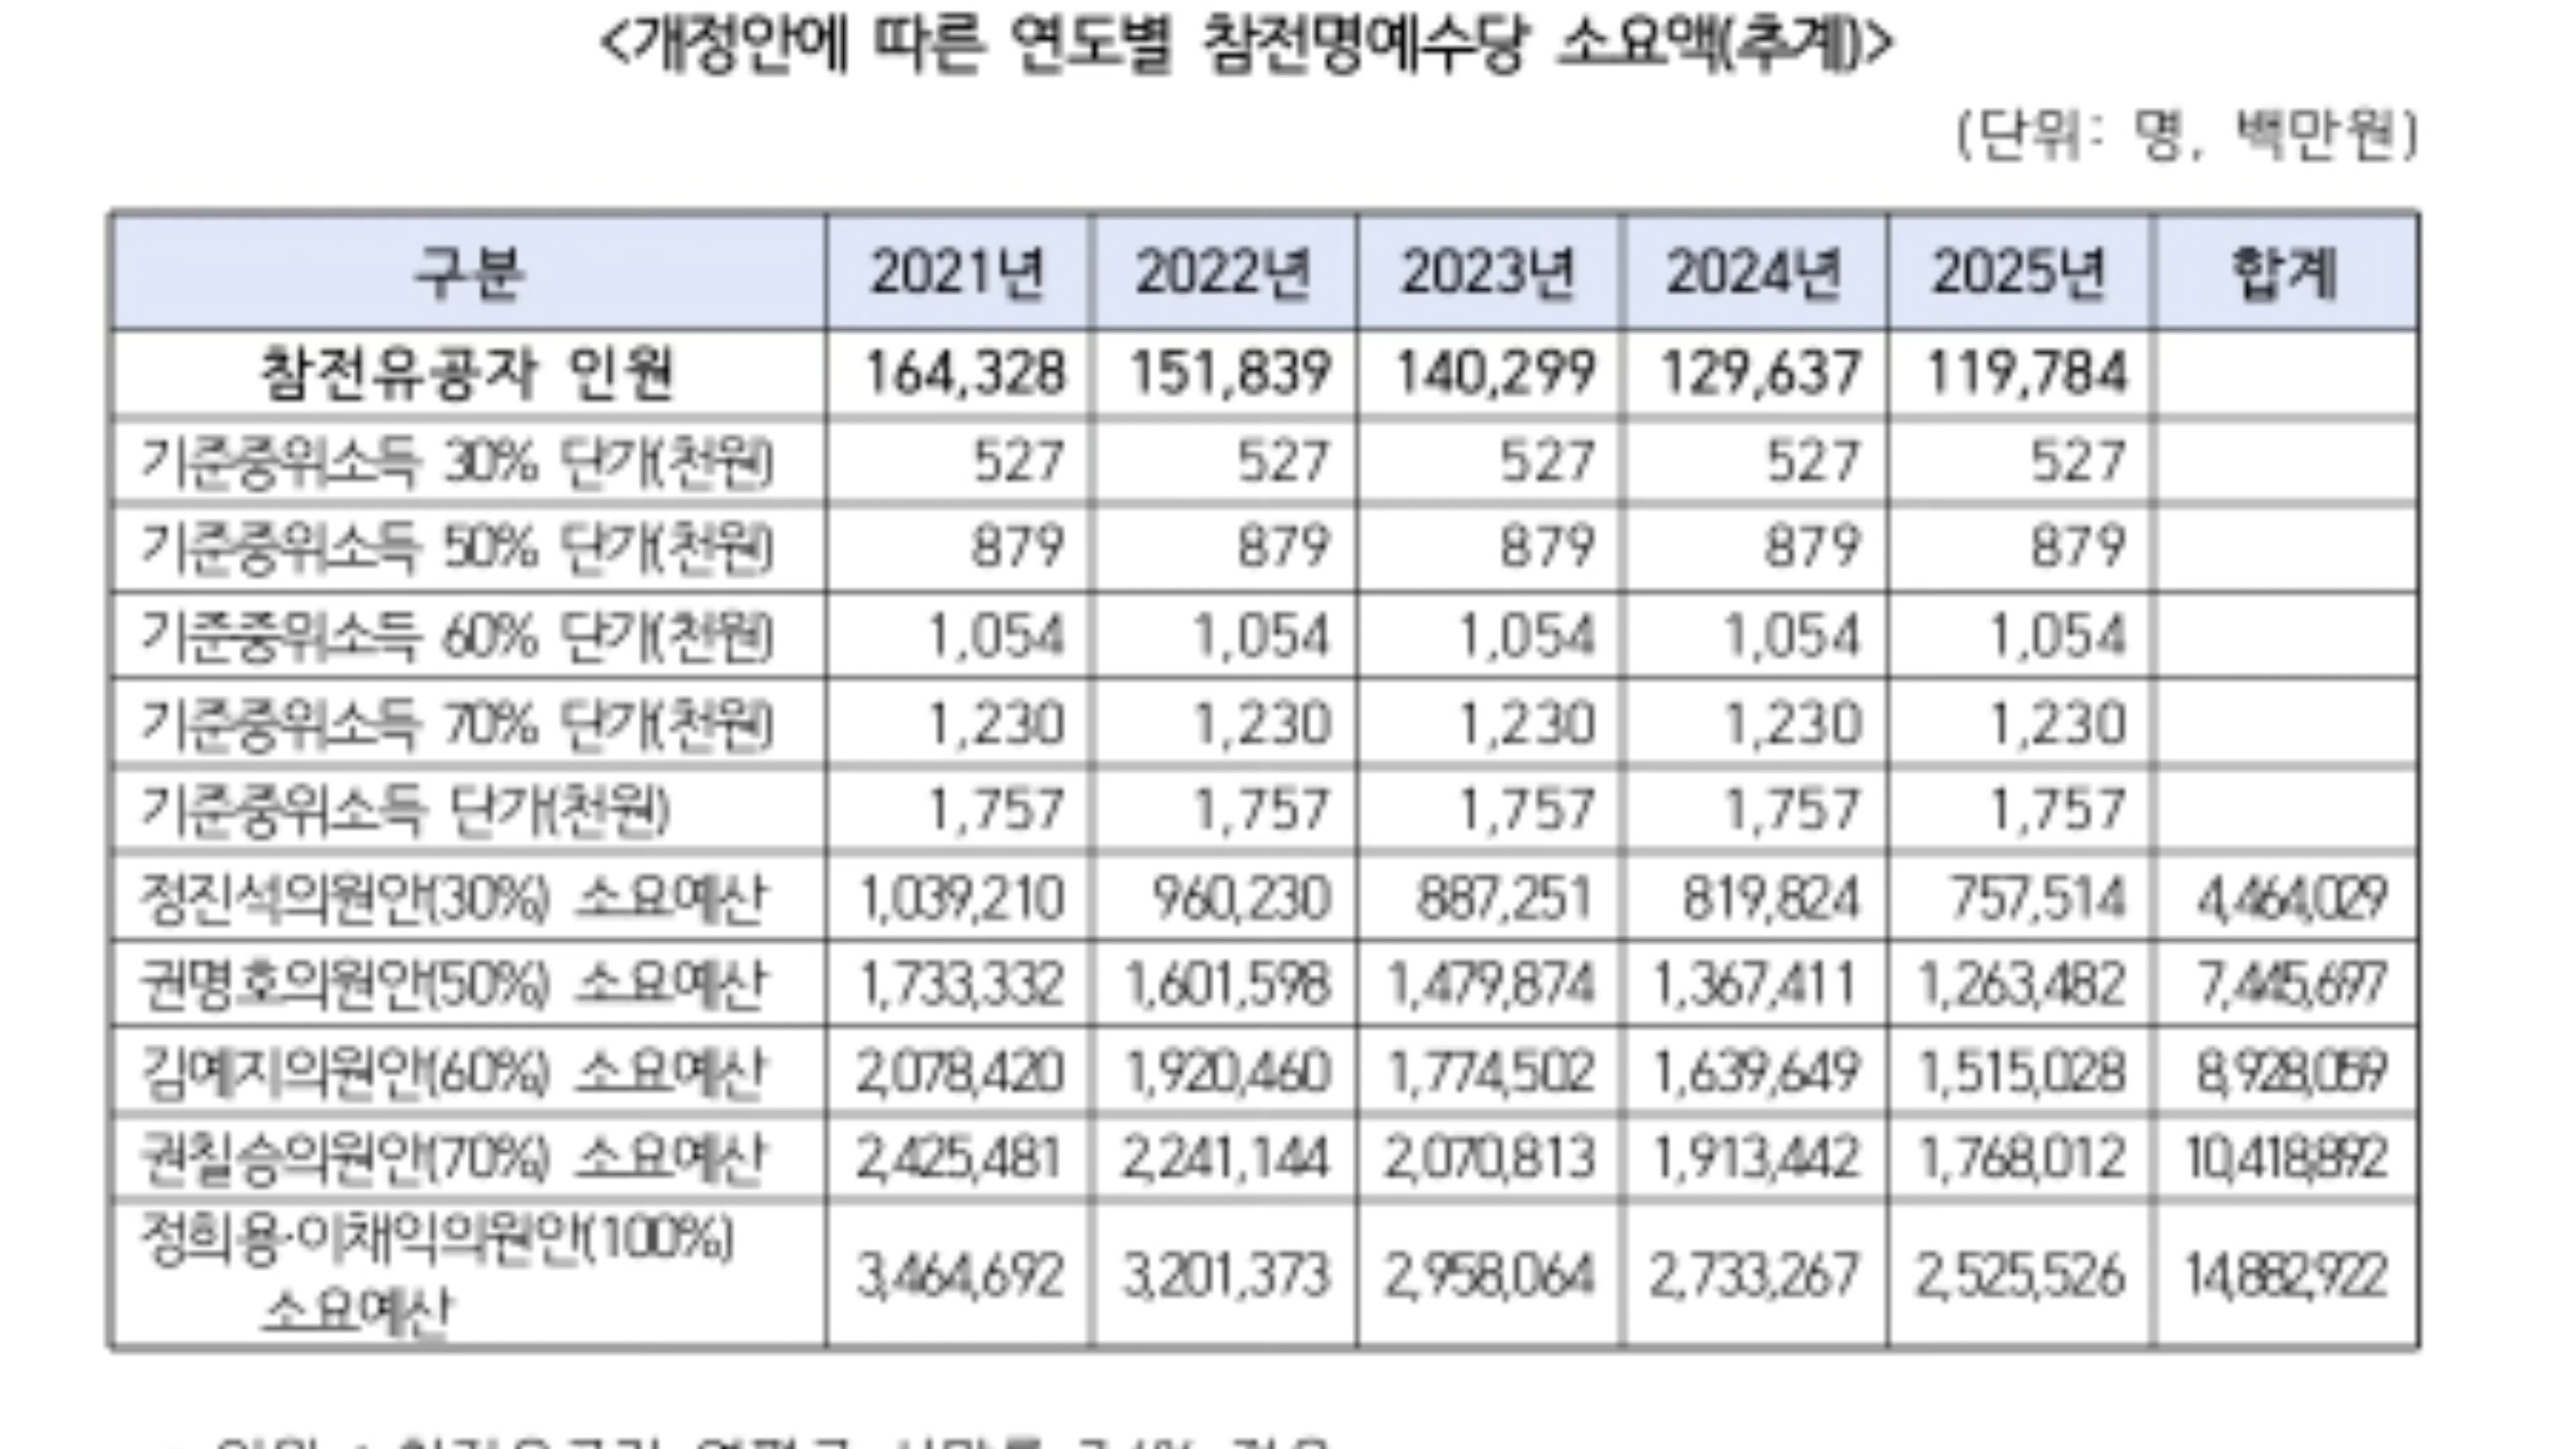 <개정안에 따른 연도별 참전명예수당 소요액(추계)>
(단위: 명, 백만원)
구분 2021년 2022년 2023년 2024년 2025년 합계
참전유공자 인원 164,328 151,839 140,299 129,637 119,784
기준중위소득 30% 단가(천원) 527 527 527 527 527
기준중위소득 50% 단가(천원) 879 879 879 879 879
기준중위소득 60% 단가(천원) 1,054 1,054 1,054 1,054 1,054
기준중위소득 70% 단가(천원) 1,230 1,230 1,230 1,230 1,230
기준중위소득 단가(천원) 1,757 1,757 1,757 1,757 1,757
정진석의원안(30%) 소요예산 1,039,210 960,230 887,251 819,824 757,514 4,464,029
권명호의원안(50%) 소요예산 1,733,332 1,601,598 1,479,874 1,367,411 1,263,482 7,445,697
김예지의원안(60%) 소요예산 2,078,420 1,920,460 1,774,502 1,639,649 1,515,028 8,928,059
권칠승의원안(70%) 소요예산 2,425,481 2,241,144 2,070,813 1,913,442 1,768,012 10,418,892
정희용·이채익의원안(100%)
소요예산 3,464,692 3,201,373 2,958,064 2,733,267 2,525,526 14,882,922